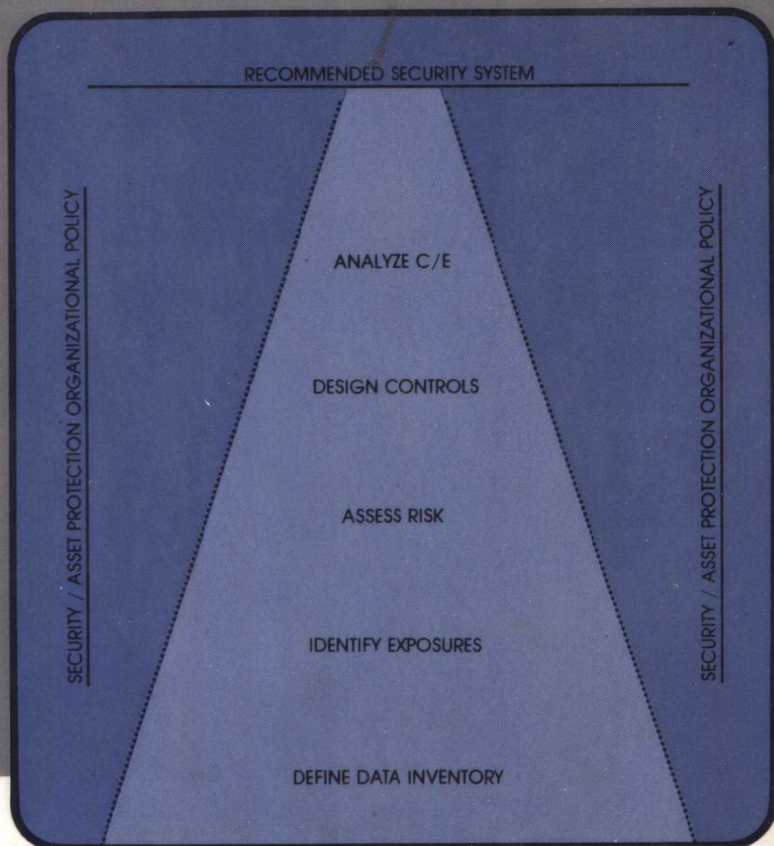 RECOMMENDED SECURITY SYSTEM
SECURITY / ASSET PROTECTION ORGANIZATIONAL POLICY
ANALYZE C/E
DESIGN CONTROLS
ASSESS RISK
IDENTIFY EXPOSURES
DEFINE DATA INVENTORY
SECURITY / ASSET PROTECTION ORGANIZATIONAL POLICY